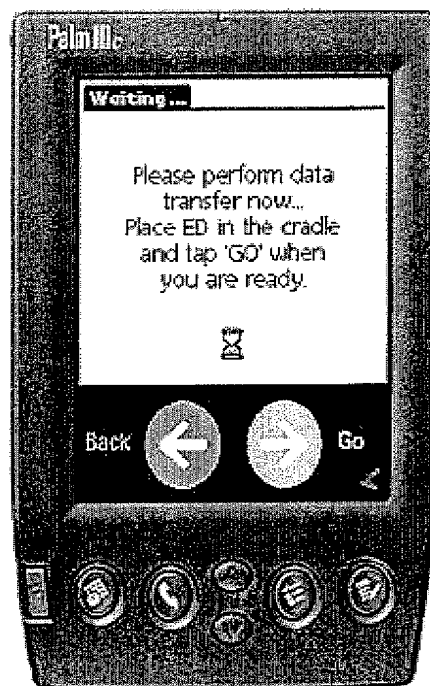 Palm IIIc
Waiting...
Please perform data
transfer now...
Place ED in the cradle
and tap 'GO' when
you are ready.
Back
Go